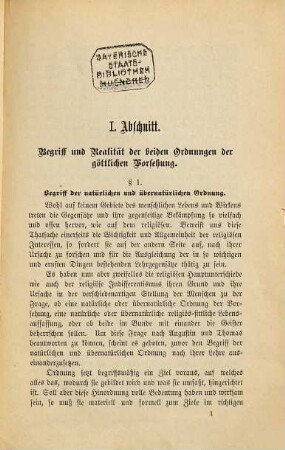 BAYERISCHE
STAATS-
BIBLIOTHEK
MUENCHEN
I. Abschnitt.
Begriff und Realität der beiden Ordnungen der
göttlichen Vorsehung.
§ 1.
Begriff der natürlichen und übernatürlichen Ordnung.
Wohl auf keinem Gebiete des menschlichen Lebens und Wirkens
treten die Gegensätze und ihre gegenseitige Bekämpfung so vielfach
und offen hervor, wie auf dem religiösen. Beweist uns diese
Thatsache einerseits die Wichtigkeit und Allgemeinheit der religiösen
Interessen, so fordert sie auf der andern Seite auf, nach ihrer
Ursache zu forschen und für die Ausgleichung der in so wichtigen
und ernsten Dingen bestehenden Lehrgegensätze thätig zu sein.
Es haben nun aber zweifellos die religiösen Hauptunterschiede wie
auch der religiöse Indifferentismus ihren Grund und ihre
Ursache in der verschiedenartigen Stellung der Menschen zu der
Frage, ob eine natürliche oder eine übernatürliche Ordnung der Vor-
sehung, eine natürliche oder übernatürliche religiös-sittliche Lebens-
auffassung, oder ob beide im Bunde mit einander die Geister
beherrschen sollen. Um diese Frage nach Augustin und Thomas
beantworten zu können, scheint es geboten, zuvor den Begriff der
natürlichen und übernatürlichen Ordnung nach ihrer Lehre aus-
einanderzusetzen.
Ordnung setzt begriffsmäßig ein Ziel voraus, auf welches
alles das, wodurch sie gebildet wird und was sie umfaßt, hingerichtet
ist. Soll aber diese Hinordnung volle Bedeutung haben und wirksam
sein, so muß sie materiell und formell zum Ziele im richtigen
1